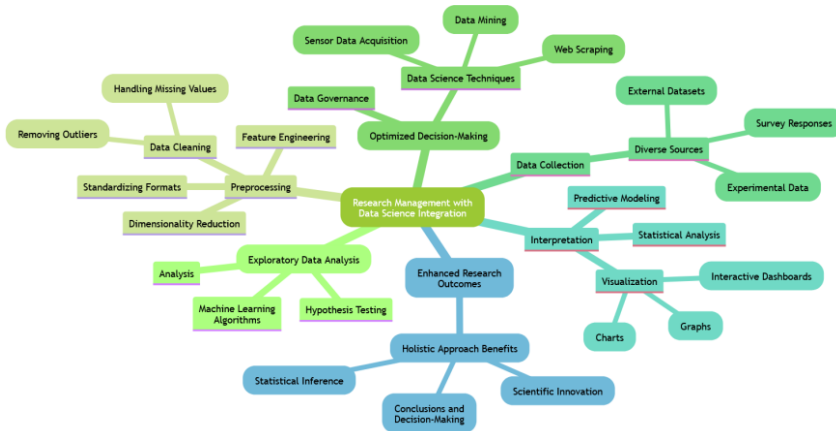 Data Mining
Sensor Data Acquisition
Web Scraping
Data Science Techniques
Handling Missing Values
Data Governance
External Datasets
Survey Responses
Removing Outliers
Feature Engineering
Optimized Decision-Making
Data Cleaning
Diverse Sources
Data Collection
Standardizing Formats
Preprocessing
Experimental Data
Research Management with
Data Science Integration
Predictive Modeling
Dimensionality Reduction
Statistical Analysis
Interpretation
Exploratory Data Analysis
Analysis
Enhanced Research
Outcomes
Interactive Dashboards
Visualization
Machine Learning
Algorithms
Hypothesis Testing
Graphs
Charts
Holistic Approach Benefits
Statistical Inference
Scientific Innovation
Conclusions and
Decision-Making